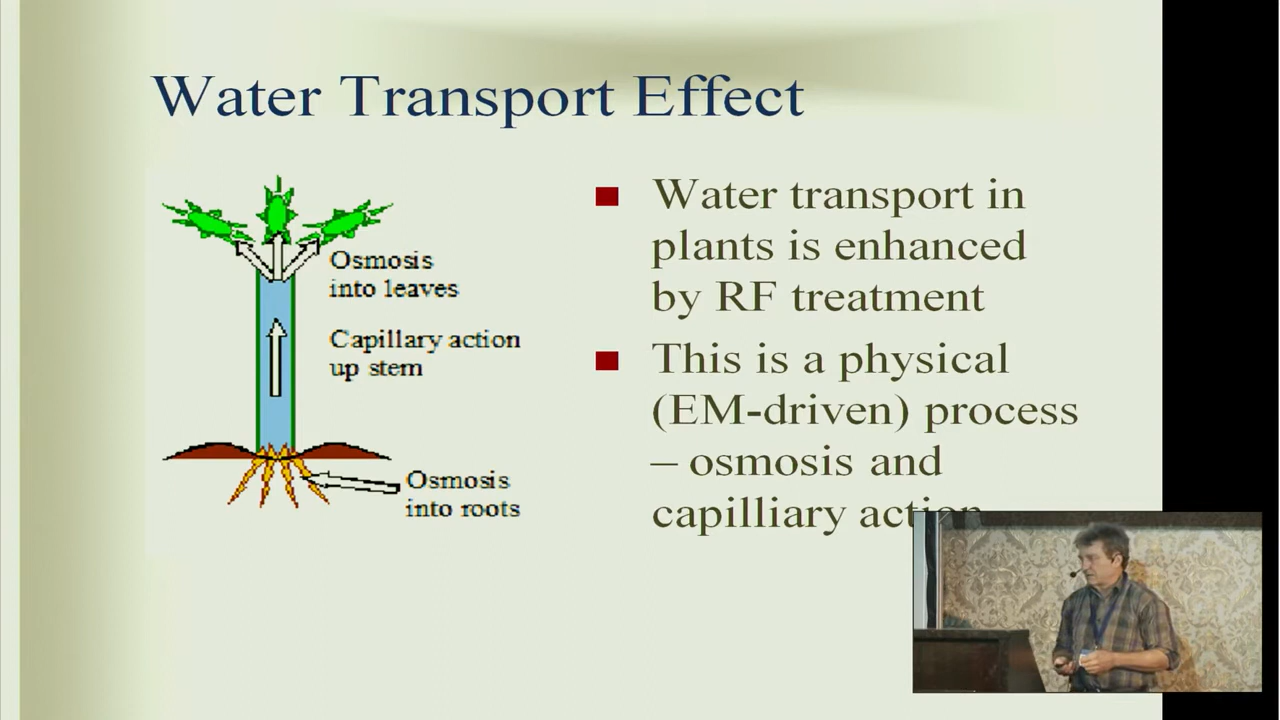 Water Transport Effect
Osmosis
into leaves
Capillary action
up stem
Osmosis
into roots
Water transport in
plants is enhanced
by RF treatment
This is a physical
(EM-driven) process
– osmosis and
capilliary action